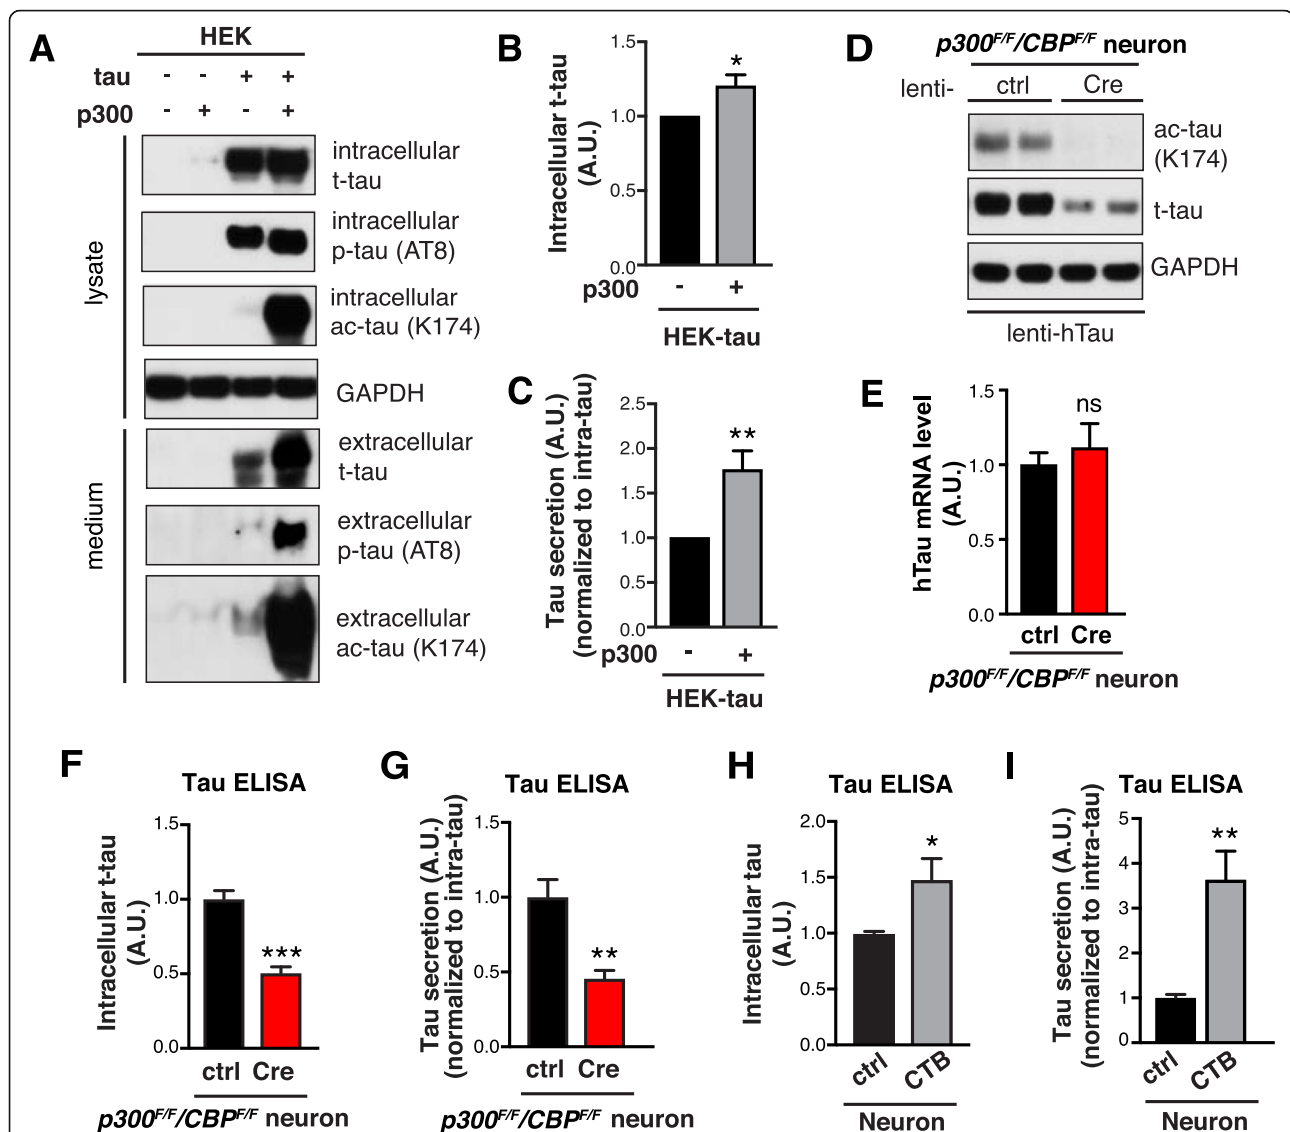 A
HEK
tau - - + +
p300 - + - +
lysate
intracellular
t-tau
intracellular
p-tau (AT8)
intracellular
ac-tau (K174)
GAPDH
medium
extracellular
t-tau
extracellular
p-tau (AT8)
extracellular
ac-tau (K174)
B
Intracellular t-tau
(A.U.)
1.5
1.0
0.5
0.0
*
p300 - +
HEK-tau
C
Tau secretion (A.U.)
(normalized to intra-tau)
2.5
2.0
1.5
1.0
0.5
0.0
**
p300 - +
HEK-tau
D
p300F/F/CBPF/F neuron
lenti- ctrl Cre
ac-tau
(K174)
t-tau
GAPDH
lenti-hTau
E
hTau mRNA level
(A.U.)
1.5
1.0
0.5
0.0
ns
ctrl Cre
p300F/F/CBPF/F neuron
F
Tau ELISA
Intracellular t-tau
(A.U.)
1.5
1.0
0.5
0.0
***
ctrl Cre
p300F/F/CBPF/F neuron
G
Tau ELISA
Tau secretion (A.U.)
(normalized to intra-tau)
1.5
1.0
0.5
0.0
**
ctrl Cre
p300F/F/CBPF/F neuron
H
Tau ELISA
Intracellular tau
(A.U.)
2.0
1.5
1.0
0.5
0.0
*
ctrl CTB
Neuron
I
Tau ELISA
Tau secretion (A.U.)
(normalized to intra-tau)
5
4
3
2
1
0
**
ctrl CTB
Neuron